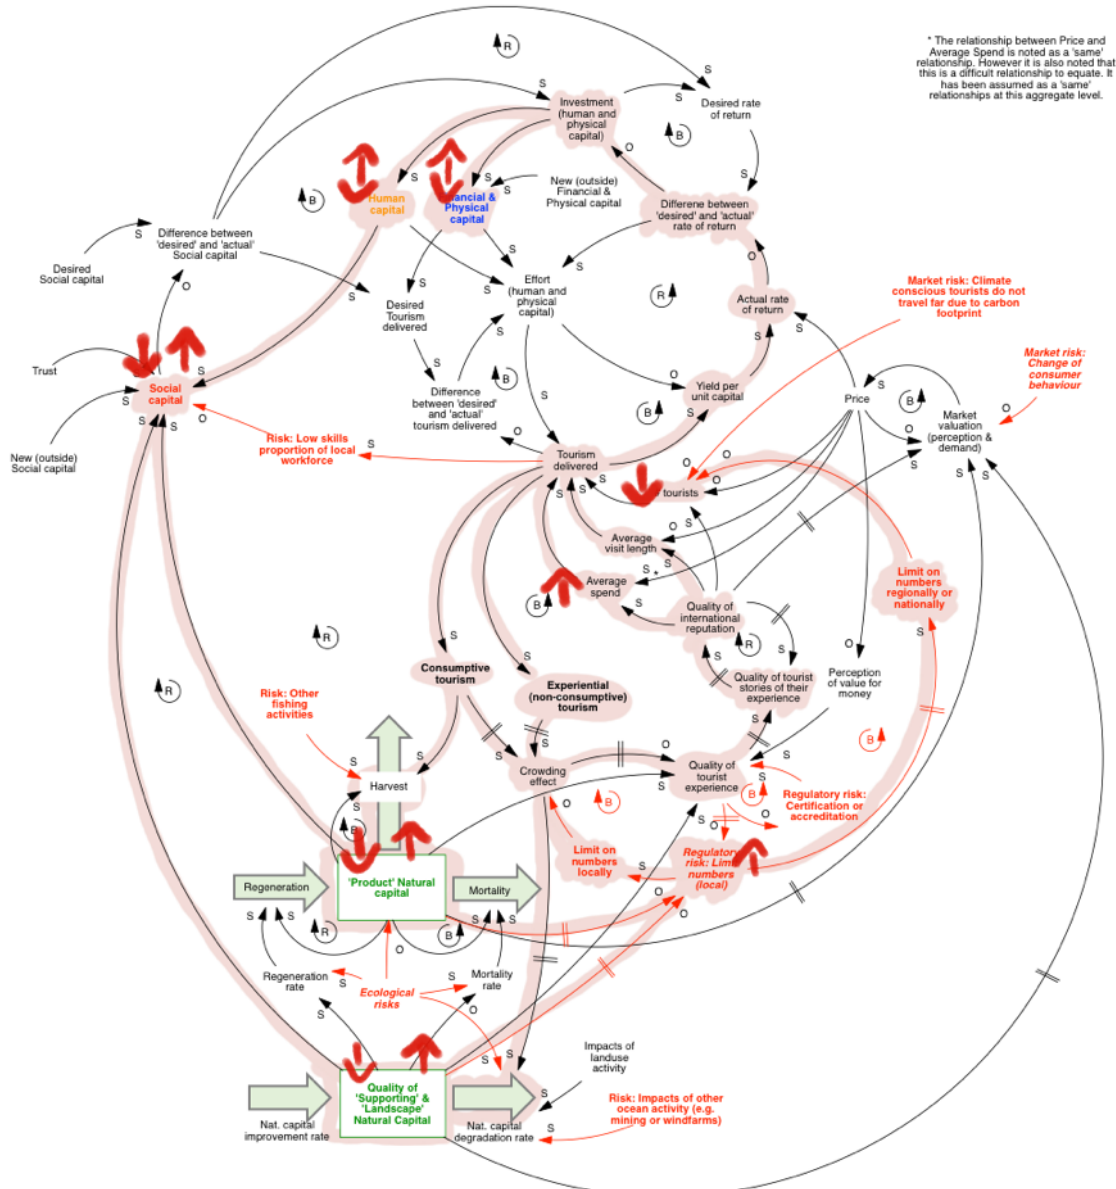 * The relationship between Price and
Average Spend is noted as a 'same'
relationship. However it is also noted that
this is a difficult relationship to equate. It
has been assumed as a 'same'
relationships at this aggregate level.
R
S
S
Investment
(human and
physical
capital)
S
S
Desired rate
of return
B
S
S
O
B
S
Human
capital
S
S
Financial &
Physical
capital
New (outside)
Financial &
Physical capital
S
Differene between
'desired' and 'actual'
rate of return
S
Difference between
'desired' and 'actual'
Social capital
Desired
Social capital
O
S
S
S
S
S
Effort
(human and
physical
capital)
O
Market risk: Climate
conscious tourists do not
travel far due to carbon
footprint
S
Desired
Tourism
delivered
R
Actual rate
of return
S
S
S
Trust
S
Social
capital
S
S
O
S
S
New (outside)
Social capital
Difference
between 'desired'
and 'actual'
tourism delivered
B
O
B
Yield per
unit capital
S
Price
S
B
O
O
Market
valuation
(perception &
demand)
S
S
Market risk:
Change of
consumer
behaviour
O
Risk: Low skills
proportion of local
workforce
S
O
S
Tourism
delivered
S
S
S
S
O
O
O
S
tourists
O
Average
visit length
S *
S
Average
spend
S
B
Quality of
international
reputation
R
S
S
Limit on
numbers
regionally or
nationally
S
R
S
Consumptive
tourism
S
Experiential
(non-consumptive)
tourism
Quality of tourist
stories of their
experience
O
Perception
of value for
money
R
Risk: Other
fishing
activities
S
S
S
S
S
S
B
Harvest
Crowding
effect
O
S
Quality of
tourist
experience
S
B
Regulatory risk:
Certification or
accreditation
O
B
O
B
Limit on
numbers
locally
S
O
Regulatory
risk: Limit
numbers
(local)
O
O
Regeneration
'Product' Natural
capital
Mortality
S
S
R
O
B
S
S
Regeneration
rate
S
Ecological
risks
S
Mortality
rate
S
O
S
S
Impacts of
landuse
activity
Quality of
'Supporting' &
'Landscape'
Natural Capital
S
Risk: Impacts of other
ocean activity (e.g.
mining or windfarms)
S
Nat. capital
improvement rate
Nat. capital
degradation rate